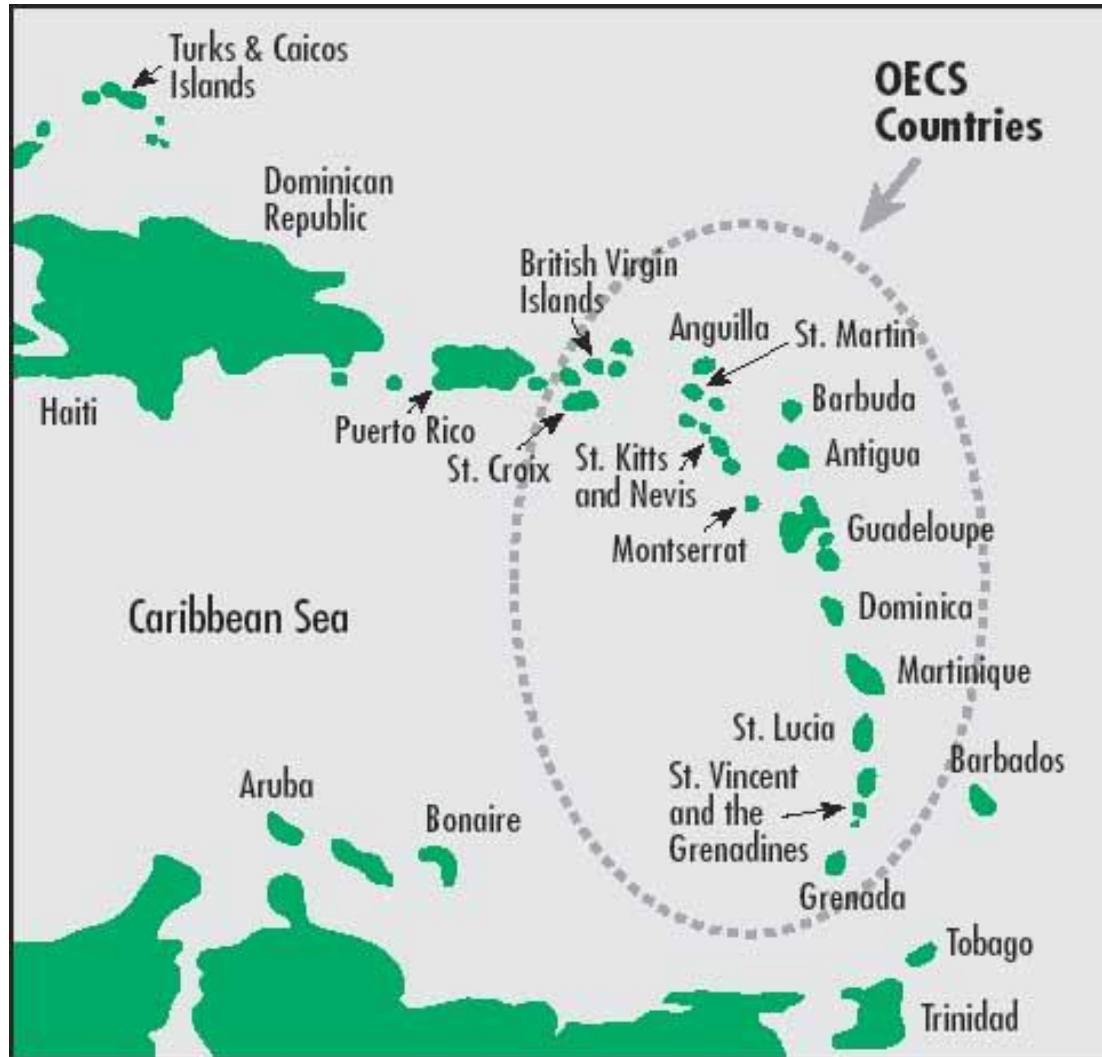 Turks & Caicos
Islands
OECS
Countries
Dominican
Republic
British Virgin
Islands
Anguilla
St. Martin
Haiti
Puerto Rico
St. Croix
St. Kitts
and Nevis
Barbuda
Antigua
Montserrat
Guadeloupe
Caribbean Sea
Dominica
Martinique
St. Lucia
Barbados
St. Vincent
and the
Grenadines
Aruba
Bonaire
Grenada
Tobago
Trinidad